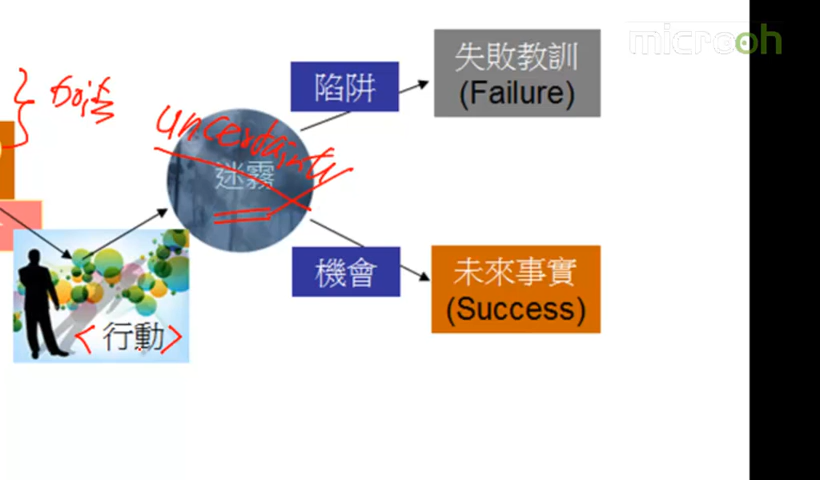 microoh
失敗教訓
(Failure)
陷阱
uncertainty
迷霧
機會
未來事實
(Success)
<行動>